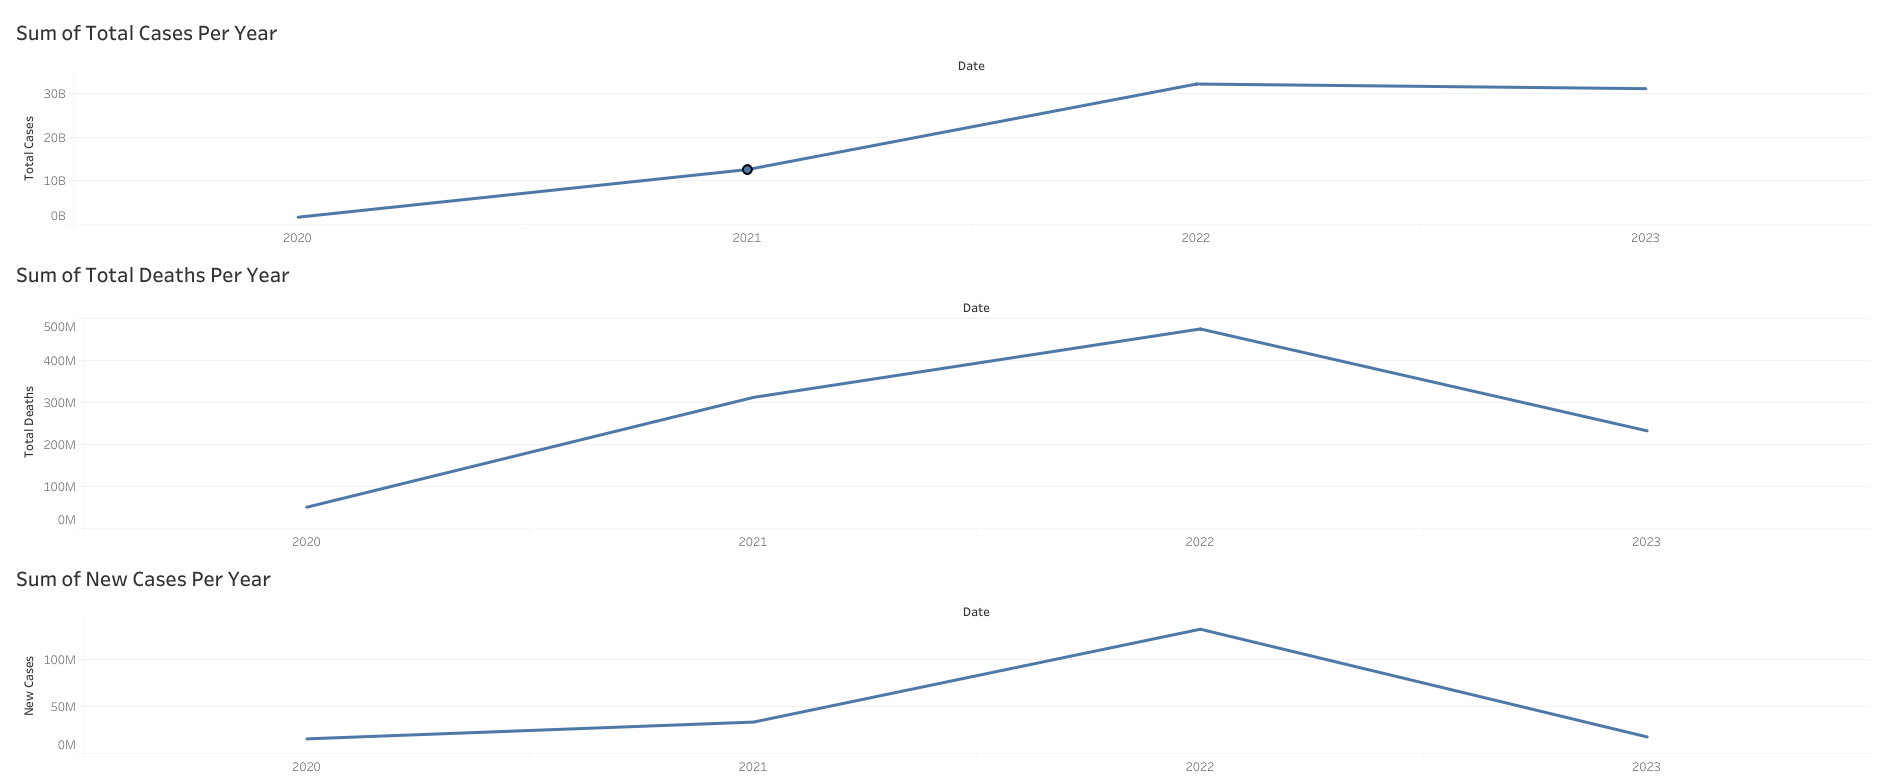 Sum of Total Cases Per Year
Date
Total Cases
30B
20B
10B
0B
2020 2021 2022 2023
Sum of Total Deaths Per Year
Date
Total Deaths
500M
400M
300M
200M
100M
0M
2020 2021 2022 2023
Sum of New Cases Per Year
Date
New Cases
100M
50M
0M
2020 2021 2022 2023